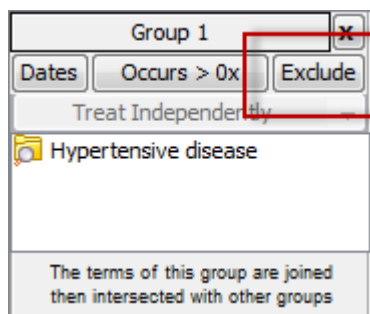 Group 1 x
Dates Occurs > 0x Exclude
Treat Independently
Hypertensive disease
The terms of this group are joined
then intersected with other groups